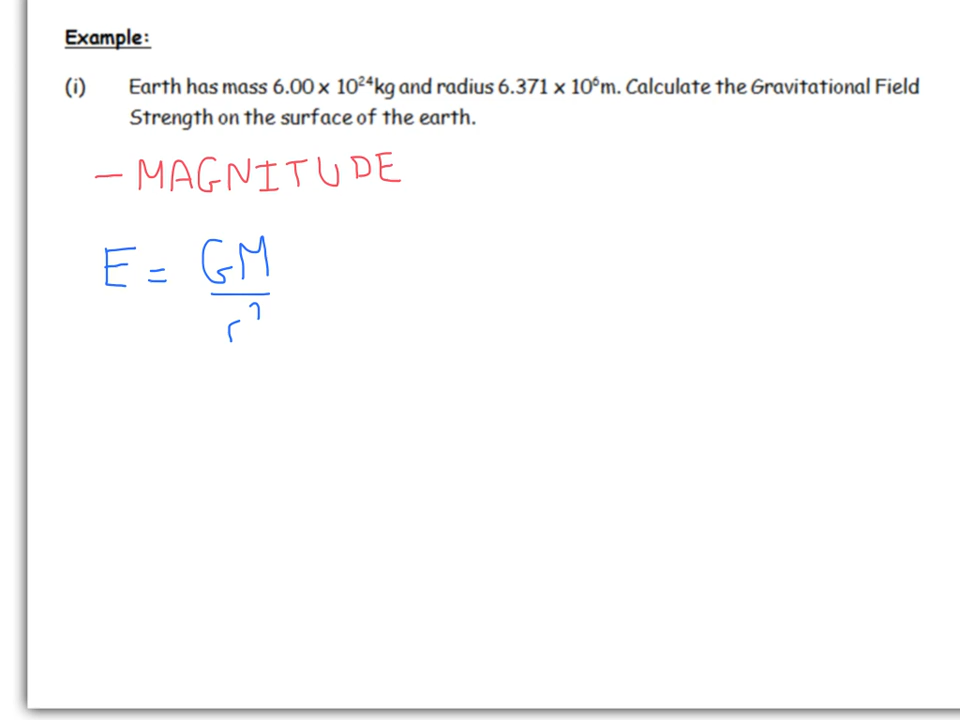 Example:
(i) Earth has mass 6.00 x 10²⁴kg and radius 6.371 x 10⁶m. Calculate the Gravitational Field
Strength on the surface of the earth.
— MAGNITUDE
E = GM
r²